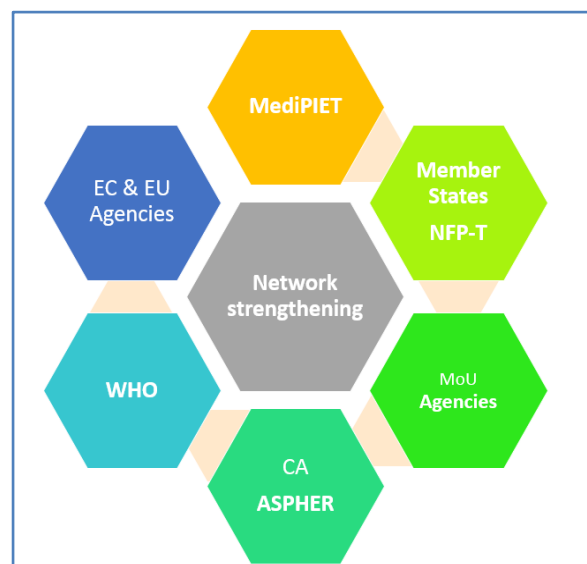 MediPIET
Member
States
NFP-T
EC & EU
Agencies
Network
strengthening
MoU
Agencies
WHO
CA
ASPHER